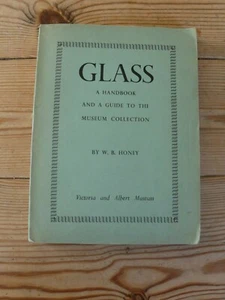 GLASS
A HANDBOOK
AND A GUIDE TO THE
MUSEUM COLLECTION
BY W. B. HONEY
Victoria and Albert Museum